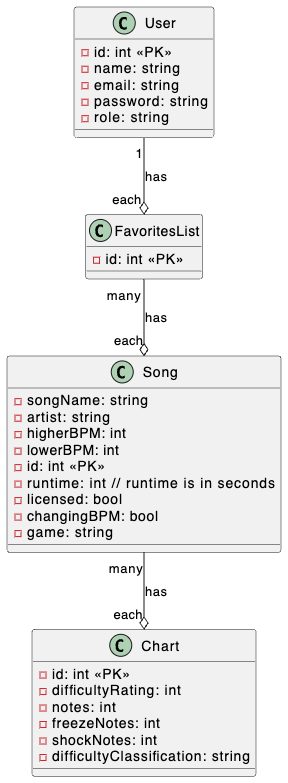 C User
id: int «PK»
name: string
email: string
password: string
role: string
1
has
each
C FavoritesList
id: int «PK»
many
has
each
C Song
songName: string
artist: string
higherBPM: int
lowerBPM: int
id: int «PK»
runtime: int // runtime is in seconds
licensed: bool
changingBPM: bool
game: string
many
has
each
C Chart
id: int «PK»
difficultyRating: int
notes: int
freezeNotes: int
shockNotes: int
difficultyClassification: string